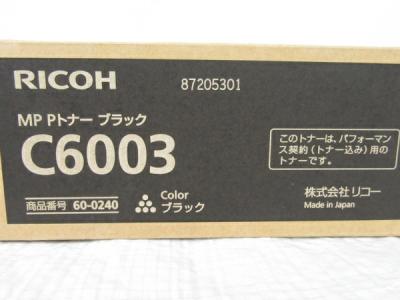 RICOH
87205301
MP Pトナー ブラック
C6003
このトナーは、パフォーマン
ス契約（トナー込み）用の
トナーです。
商品番号 60-0240
Color
ブラック
株式会社リコー
Made in Japan